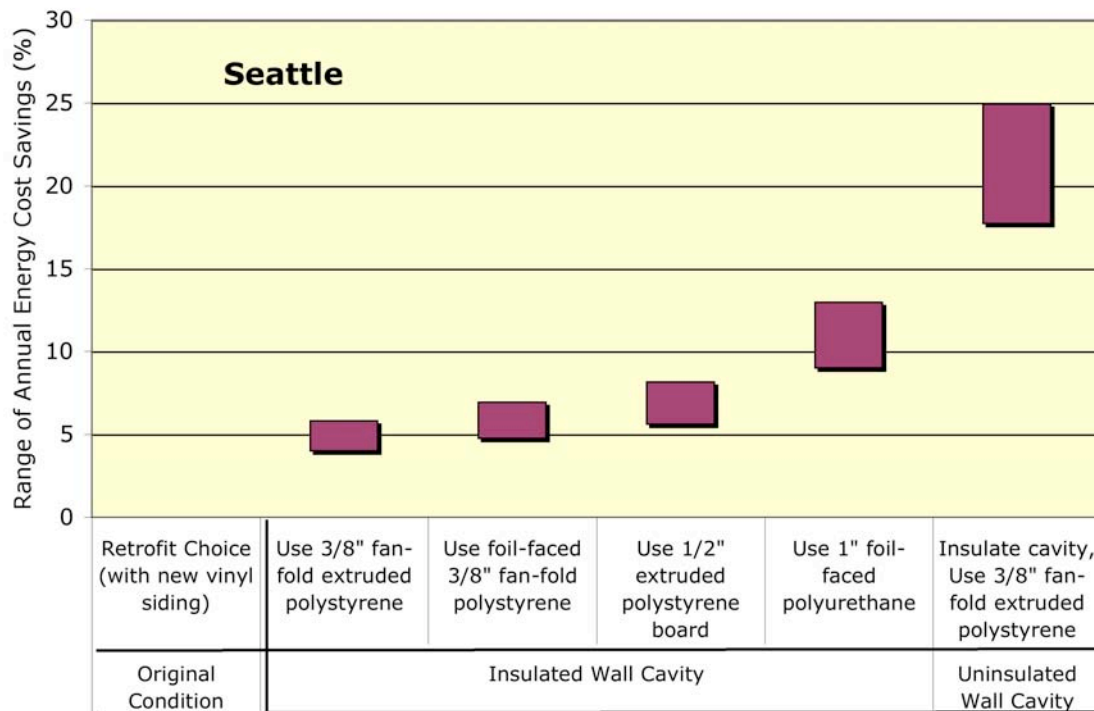 Range of Annual Energy Cost Savings (%)
30
25
20
15
10
5
0
Seattle
Retrofit Choice
(with new vinyl
siding)
Use 3/8" fan-
fold extruded
polystyrene
Use foil-faced
3/8" fan-fold
polystyrene
Use 1/2"
extruded
polystyrene
board
Use 1" foil-
faced
polyurethane
Insulate cavity,
Use 3/8" fan-
fold extruded
polystyrene
Original
Condition
Insulated Wall Cavity
Uninsulated
Wall Cavity